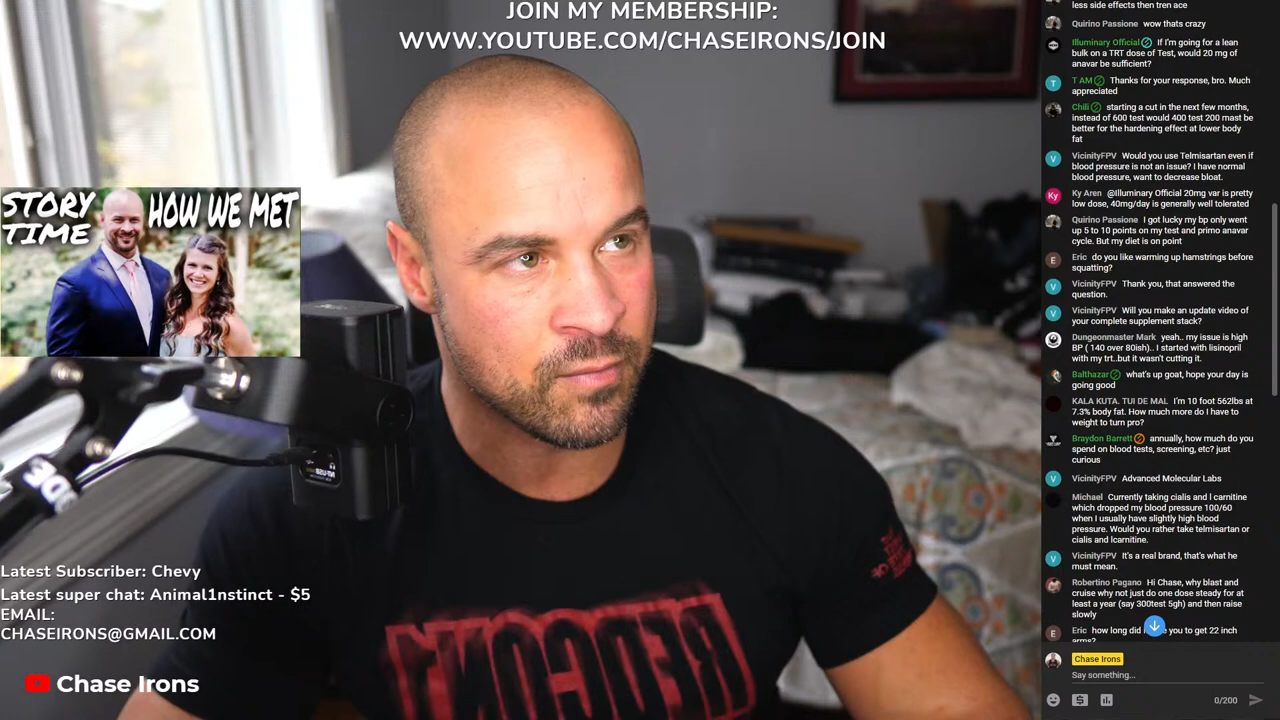 JOIN MY MEMBERSHIP:
WWW.YOUTUBE.COM/CHASEIRONS/JOIN
STORY
TIME
HOW WE MET
NT-USB
REDCON1
Latest Subscriber: Chevy
Latest super chat: Animal1nstinct - $5
EMAIL:
CHASEIRONS@GMAIL.COM
Chase Irons
less side effects then tren ace
Quirino Passione wow thats crazy
Illuminary Official If I'm going for a lean
bulk on a TRT dose of Test, would 20 mg of
anavar be sufficient?
T
T AM Thanks for your response, bro. Much
appreciated
Chili starting a cut in the next few months,
instead of 600 test would 400 test 200 mast be
better for the hardening effect at lower body
fat
V
VicinityFPV Would you use Telmisartan even if
blood pressure is not an issue? I have normal
blood pressure, want to decrease bloat.
Ky
Ky Aren @Illuminary Official 20mg var is pretty
low dose, 40mg/day is generally well tolerated
Quirino Passione I got lucky my bp only went
up 5 to 10 points on my test and primo anavar
cycle. But my diet is on point
E
Eric do you like warming up hamstrings before
squatting?
V
VicinityFPV Thank you, that answered the
question.
V
VicinityFPV Will you make an update video of
your complete supplement stack?
Dungeonmaster Mark yeah.. my issue is high
BP ( 140 over 80ish).. I started with lisinopril
with my trt..but it wasn't cutting it.
Balthazar what's up goat, hope your day is
going good
KALA KUTA. TUI DE MAL I'm 10 foot 562lbs at
7.3% body fat. How much more do I have to
weight to turn pro?
Braydon Barrett annually, how much do you
spend on blood tests, screening, etc? just
curious
V
VicinityFPV Advanced Molecular Labs
Michael Currently taking cialis and l carnitine
which dropped my blood pressure 100/60
when I usually have slightly high blood
pressure. Would you rather take telmisartan or
cialis and lcarnitine.
V
VicinityFPV It's a real brand, that's what he
must mean.
Robertino Pagano Hi Chase, why blast and
cruise why not just do one dose steady for at
least a year (say 300test 5gh) and then raise
slowly
E
Eric how long did you to get 22 inch
arms?
Chase Irons
Say something...
0/200